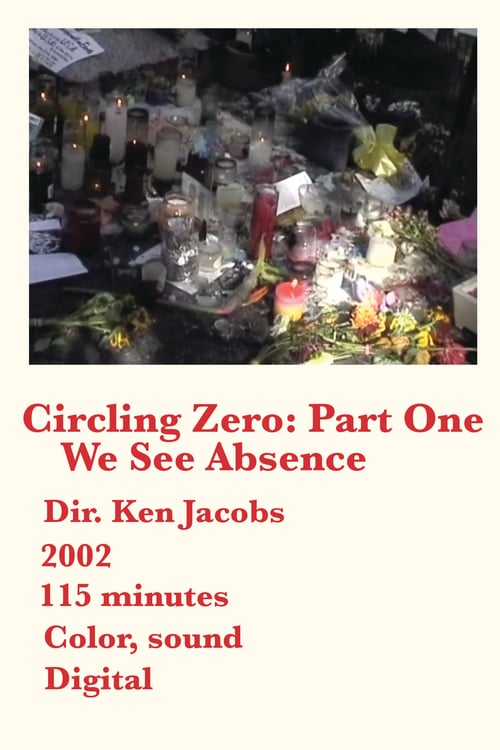 Circling Zero: Part One
We See Absence
Dir. Ken Jacobs
2002
115 minutes
Color, sound
Digital